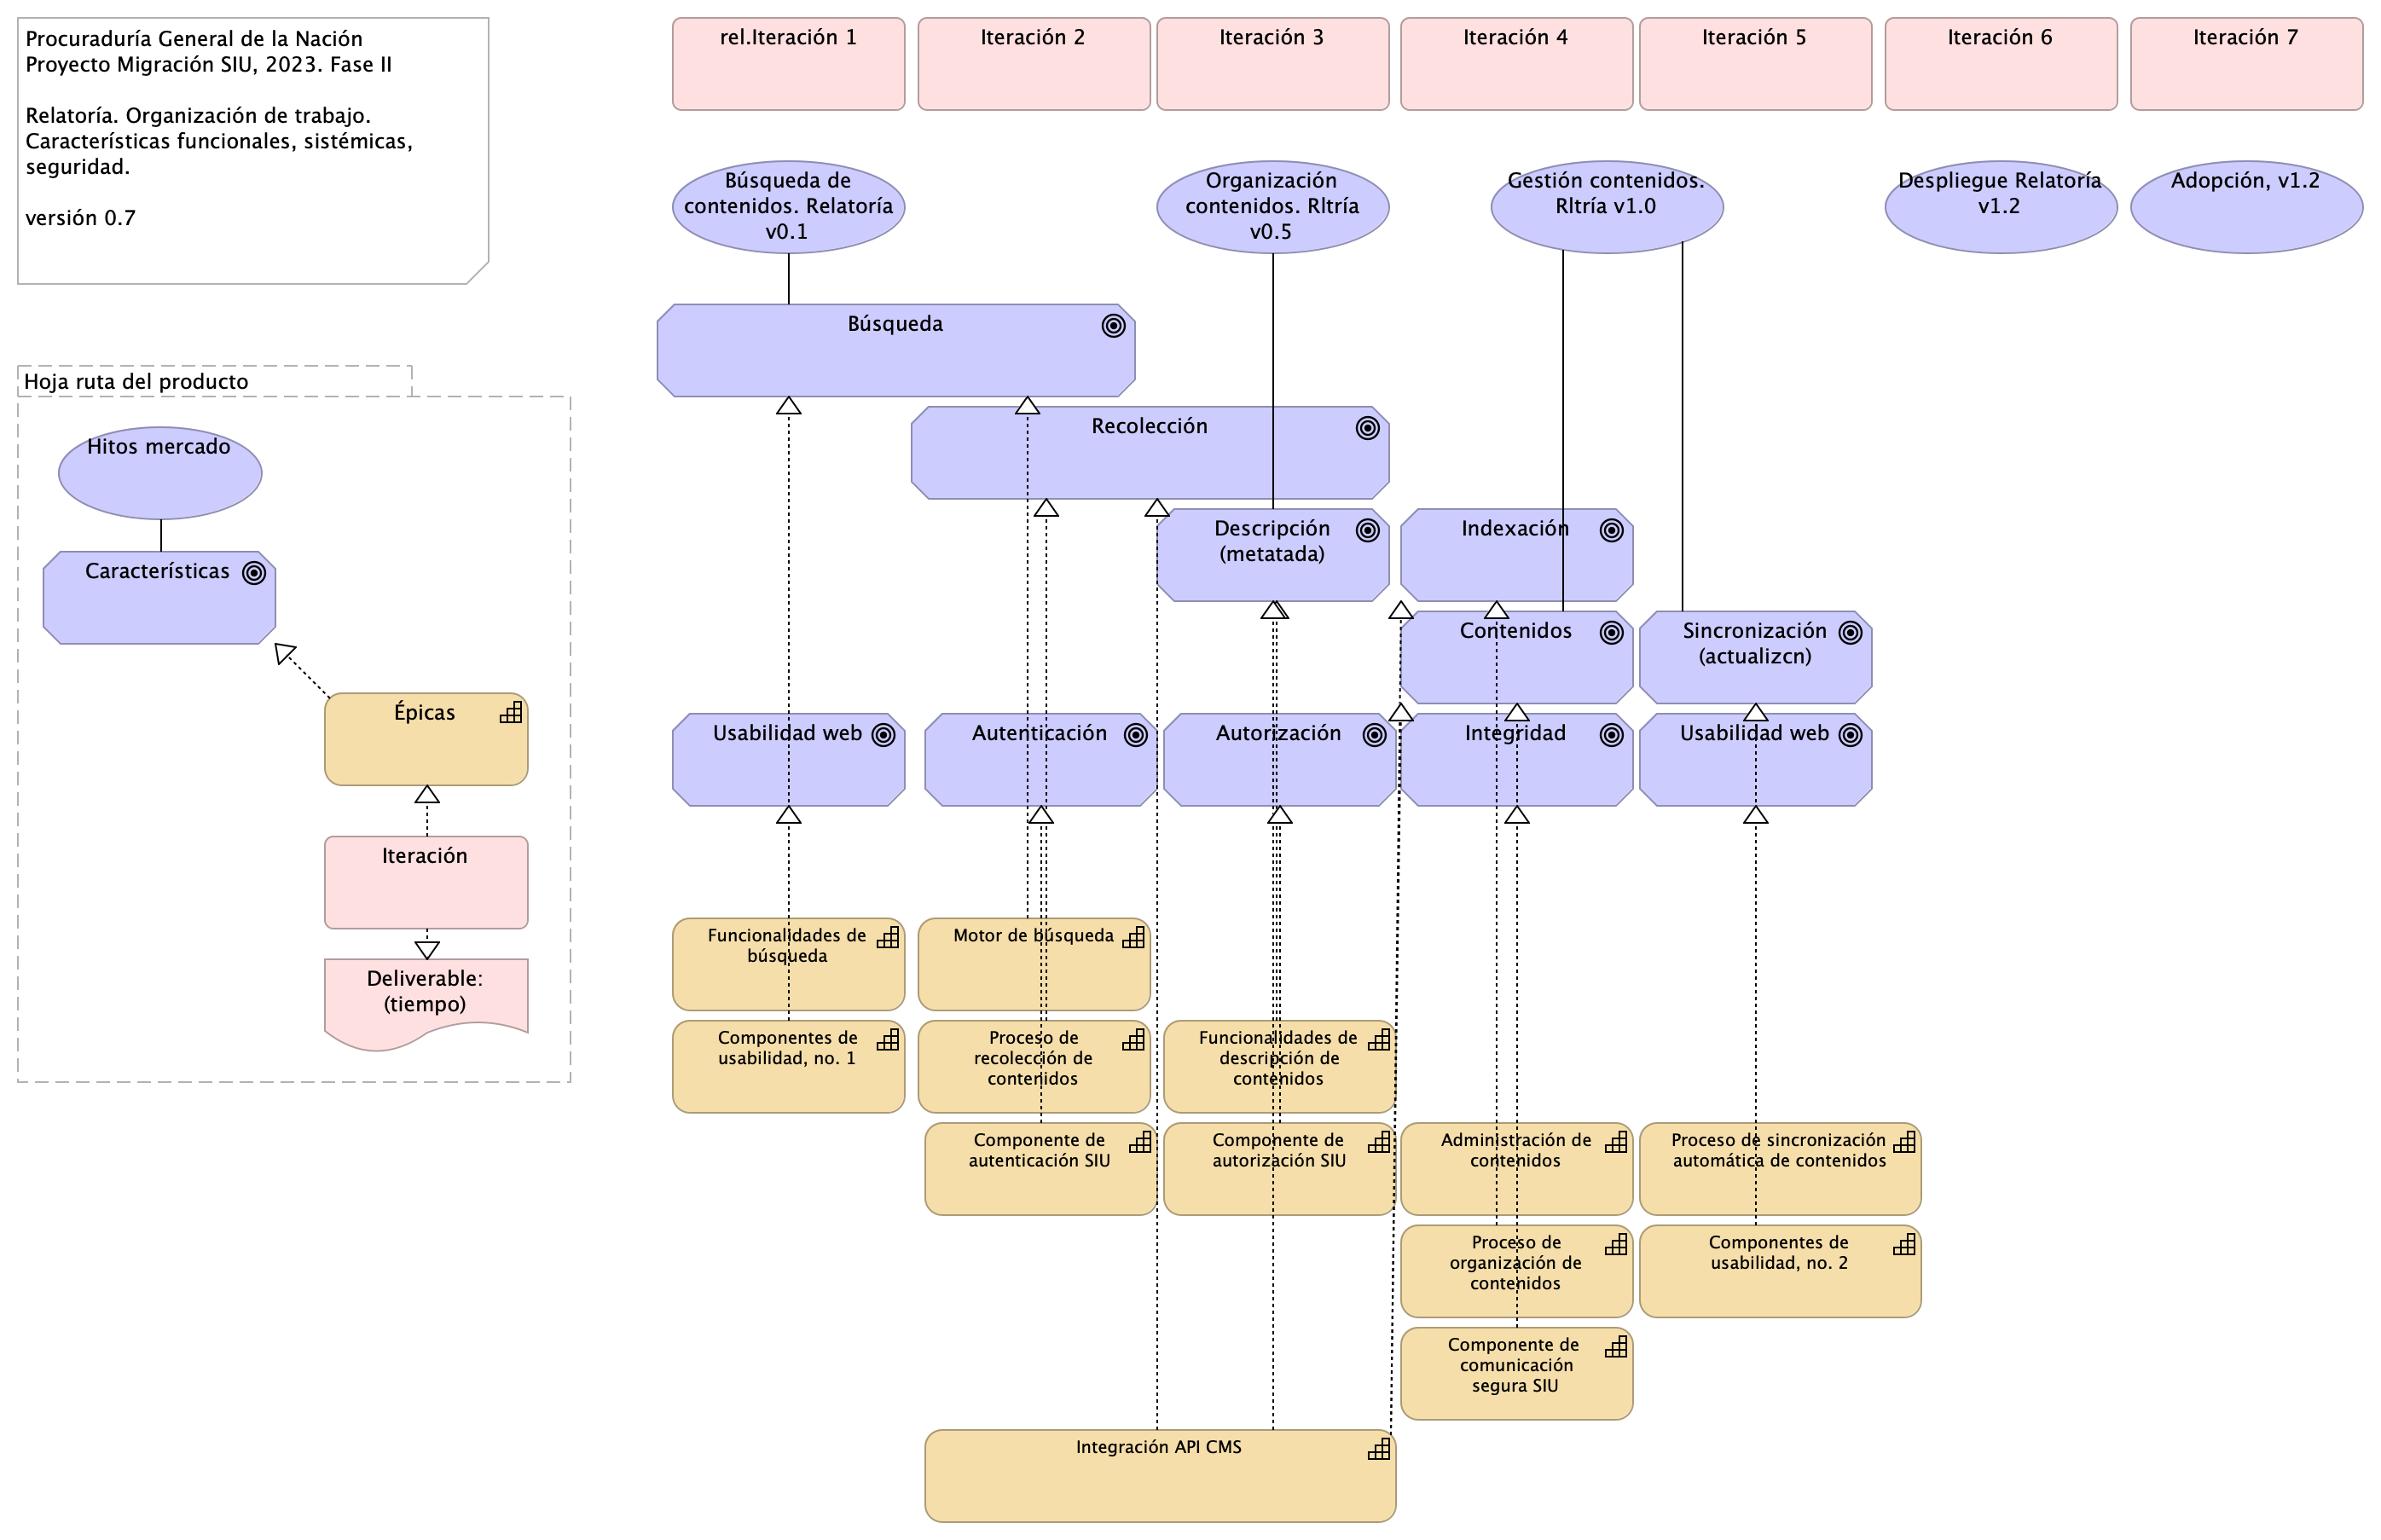 Procuraduría General de la Nación
Proyecto Migración SIU, 2023. Fase II
Relatoría. Organización de trabajo.
Características funcionales, sistémicas,
seguridad.
versión 0.7
rel.Iteración 1
Iteración 2
Iteración 3
Iteración 4
Iteración 5
Iteración 6
Iteración 7
Búsqueda de
contenidos. Relatoría
v0.1
Organización
contenidos. Rltría
v0.5
Gestión contenidos.
Rltría v1.0
Despliegue Relatoría
v1.2
Adopción, v1.2
Búsqueda
Hoja ruta del producto
Hitos mercado
Características
Épicas
Iteración
Deliverable:
(tiempo)
Recolección
Descripción
(metatada)
Indexación
Contenidos
Sincronización
(actualizcn)
Usabilidad web
Autenticación
Autorización
Integridad
Usabilidad web
Funcionalidades de
búsqueda
Motor de búsqueda
Componentes de
usabilidad, no. 1
Proceso de
recolección de
contenidos
Funcionalidades de
descripción de
contenidos
Componente de
autenticación SIU
Componente de
autorización SIU
Administración de
contenidos
Proceso de sincronización
automática de contenidos
Proceso de
organización de
contenidos
Componentes de
usabilidad, no. 2
Componente de
comunicación
segura SIU
Integración API CMS